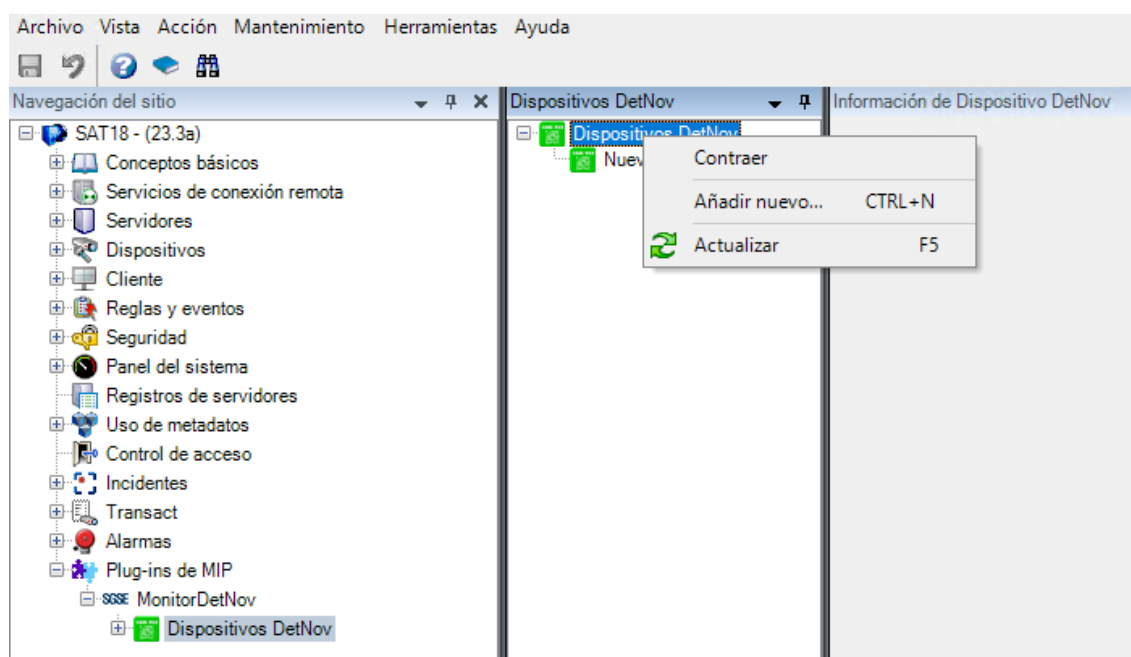 Archivo Vista Acción Mantenimiento Herramientas Ayuda
Navegación del sitio
SAT18 - (23.3a)
Conceptos básicos
Servicios de conexión remota
Servidores
Dispositivos
Cliente
Reglas y eventos
Seguridad
Panel del sistema
Registros de servidores
Uso de metadatos
Control de acceso
Incidentes
Transact
Alarmas
Plug-ins de MIP
SGSE MonitorDetNov
Dispositivos DetNov
Dispositivos DetNov
Dispositivos DetNov
Contraer
Añadir nuevo... CTRL+N
Actualizar F5
Información de Dispositivo DetNov